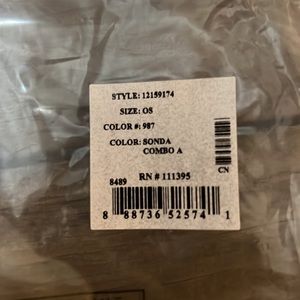 STYLE: 12159174
SIZE: OS
COLOR #: 987
COLOR: SONDA
COMBO A
CN
RN # 111395
8489
8 88736 52574 1